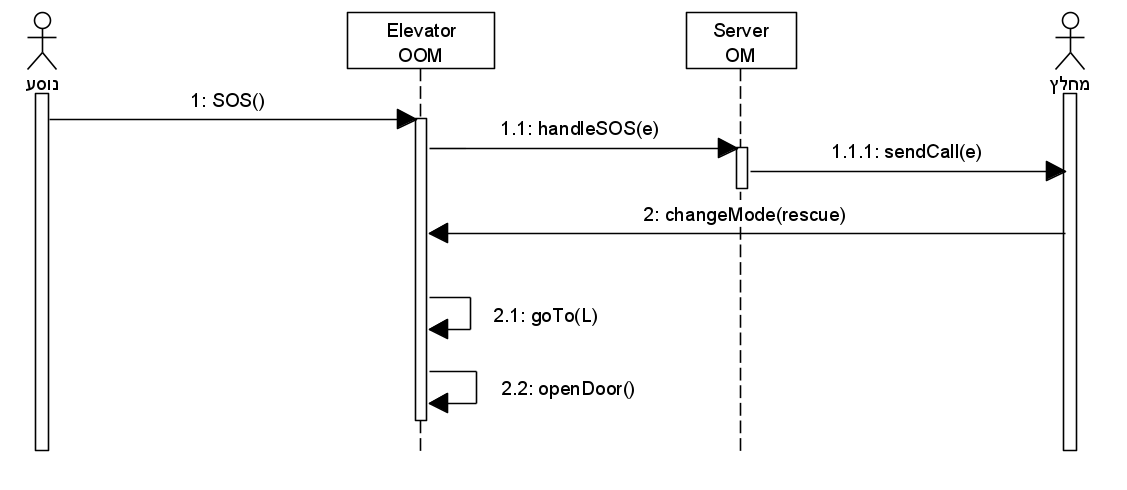 Elevator
OOM
Server
OM
נוסע
מחלץ
1: SOS()
1.1: handleSOS(e)
1.1.1: sendCall(e)
2: changeMode(rescue)
2.1: goTo(L)
2.2: openDoor()